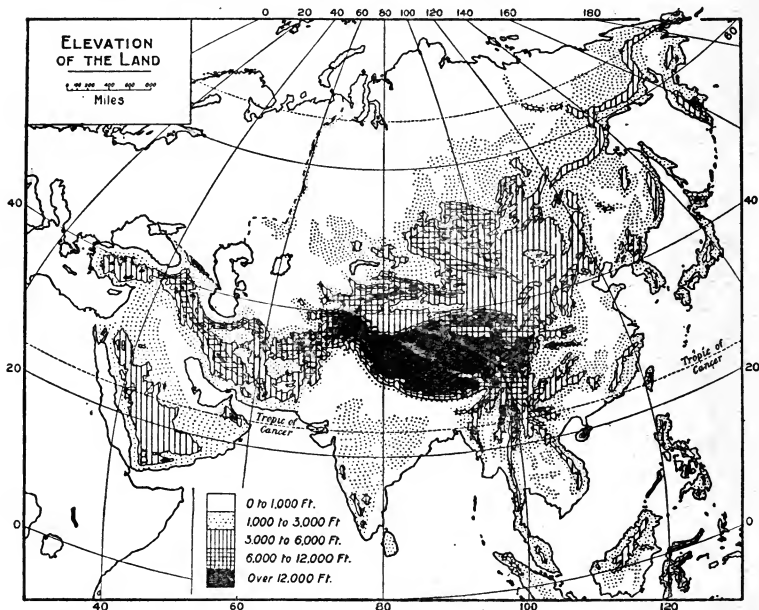 0 20 40 60 80 100 120 140 160 180
60
ELEVATION
OF THE LAND
Miles
40 40
20 20
Tropic of
Cancer
Tropic of
Cancer
0 to 1,000 Ft.
1,000 to 3,000 Ft
3,000 to 6,000 Ft.
6,000 to 12,000 Ft.
Over 12,000 Ft.
0 0
40 60 80 100 120